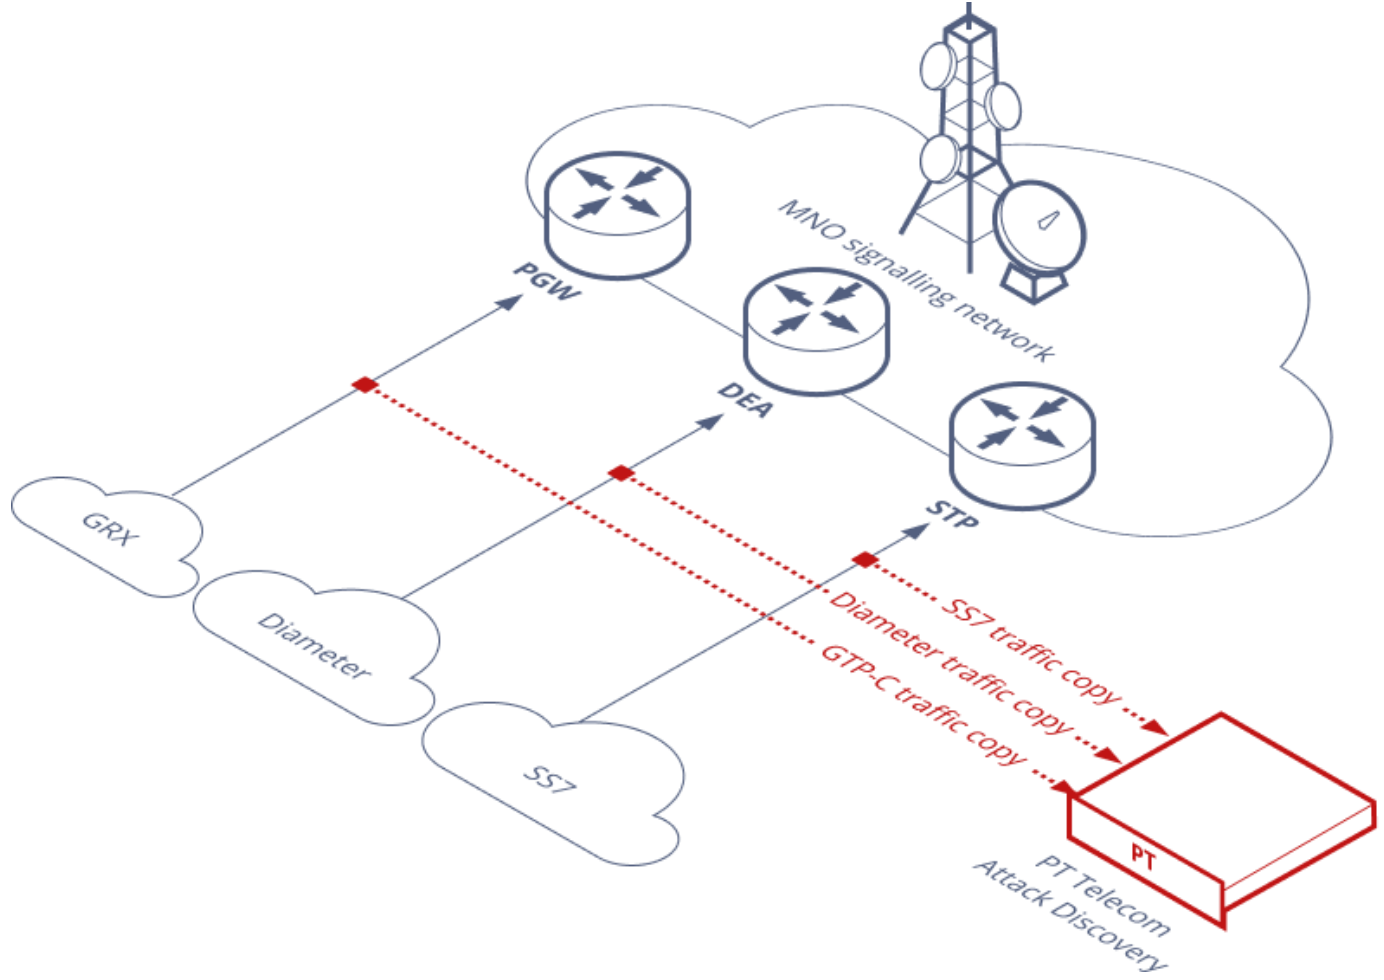 MNO signalling network
PGW
DEA
STP
GRX
Diameter
SS7
SS7 traffic copy
Diameter traffic copy
GTP-C traffic copy
PT
PT Telecom
Attack Discovery